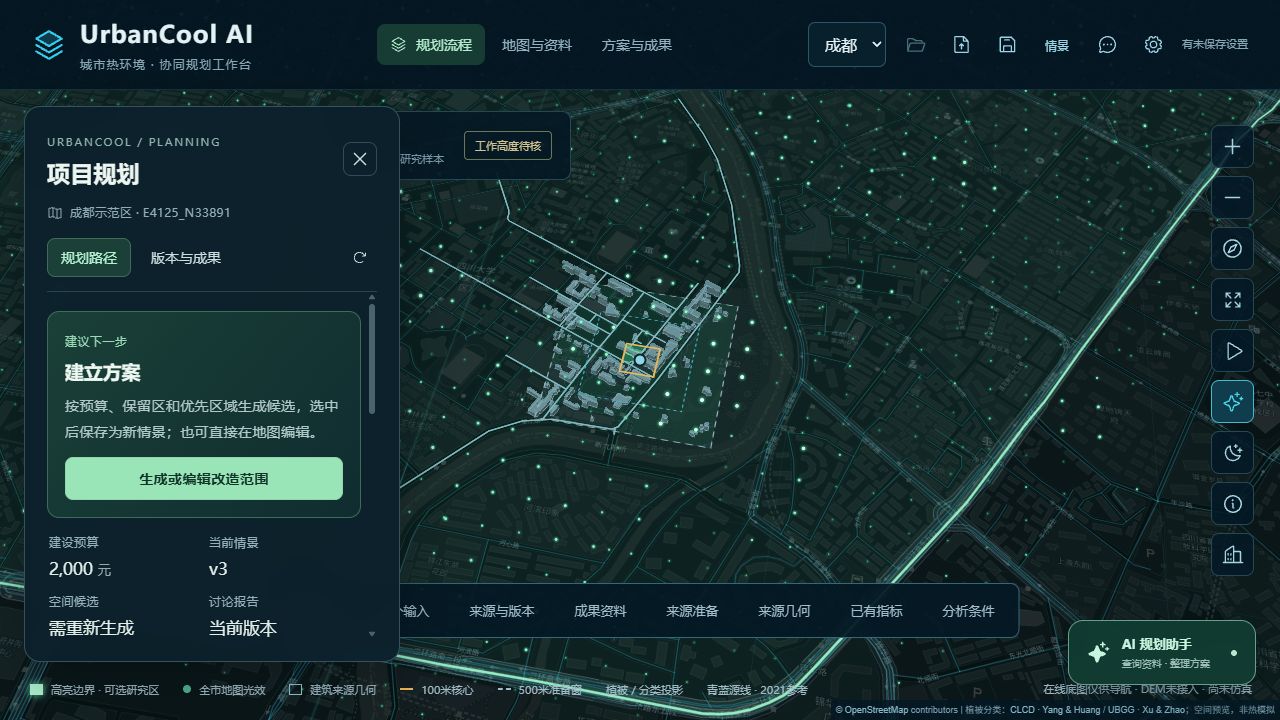 UrbanCool AI
城市热环境 · 协同规划工作台
规划流程
地图与资料
方案与成果
成都
情景
有未保存设置
URBANCOOL / PLANNING
项目规划
成都示范区 · E4125_N33891
规划路径
版本与成果
研究样本
工作高度待核
建议下一步
建立方案
按预算、保留区和优先区域生成候选，选中
后保存为新情景；也可直接在地图编辑。
生成或编辑改造范围
建设预算
当前情景
2,000 元
v3
空间候选
讨论报告
需重新生成
当前版本
输入
来源与版本
成果资料
来源准备
来源几何
已有指标
分析条件
AI 规划助手
查询资料 · 整理方案
高亮边界 · 可选研究区
全市地图光效
建筑来源几何
100米核心
500米准备窗
植被 / 分类投影
青蓝源线 · 2021参考
在线底图仅供导航 · DEM未接入 · 尚未仿真
© OpenStreetMap contributors | 植被分类：CLCD · Yang & Huang / UBGG · Xu & Zhao；空间预览，非热模拟